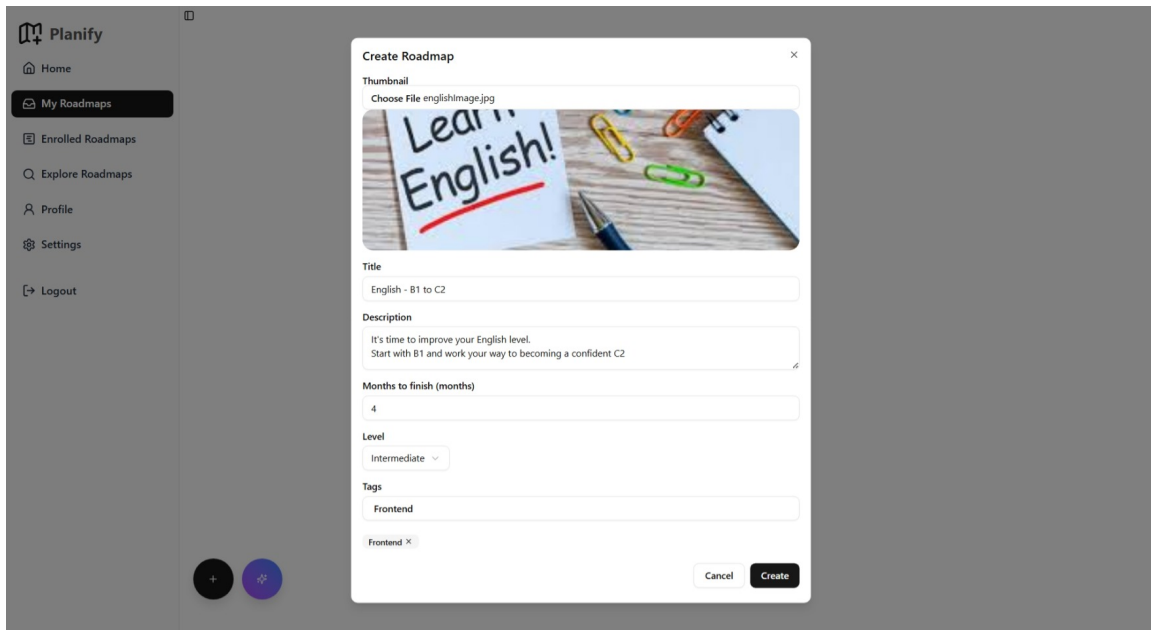 Planify
Home
My Roadmaps
Enrolled Roadmaps
Explore Roadmaps
Profile
Settings
Logout
Create Roadmap
Thumbnail
Choose File englishImage.jpg
Learn
English!
Title
English - B1 to C2
Description
It's time to improve your English level.
Start with B1 and work your way to becoming a confident C2
Months to finish (months)
4
Level
Intermediate
Tags
Frontend
Frontend ×
Cancel
Create